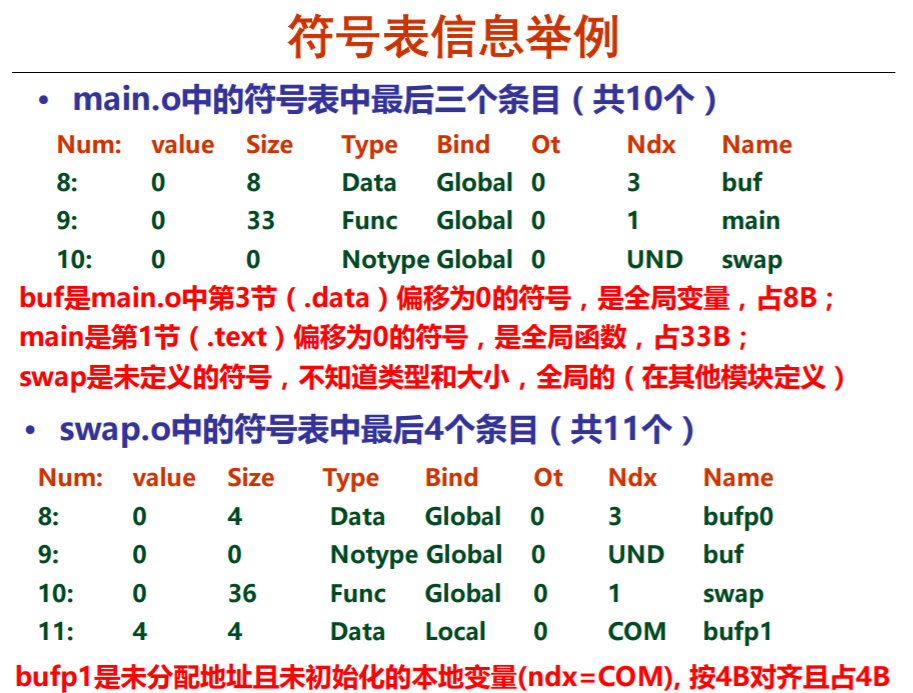 符号表信息举例
• main.o中的符号表中最后三个条目（共10个）
Num: value Size Type Bind Ot Ndx Name
8: 0 8 Data Global 0 3 buf
9: 0 33 Func Global 0 1 main
10: 0 0 Notype Global 0 UND swap
buf是main.o中第3节（.data）偏移为0的符号，是全局变量，占8B；
main是第1节（.text）偏移为0的符号，是全局函数，占33B；
swap是未定义的符号，不知道类型和大小，全局的（在其他模块定义）
• swap.o中的符号表中最后4个条目（共11个）
Num: value Size Type Bind Ot Ndx Name
8: 0 4 Data Global 0 3 bufp0
9: 0 0 Notype Global 0 UND buf
10: 0 36 Func Global 0 1 swap
11: 4 4 Data Local 0 COM bufp1
bufp1是未分配地址且未初始化的本地变量(ndx=COM), 按4B对齐且占4B